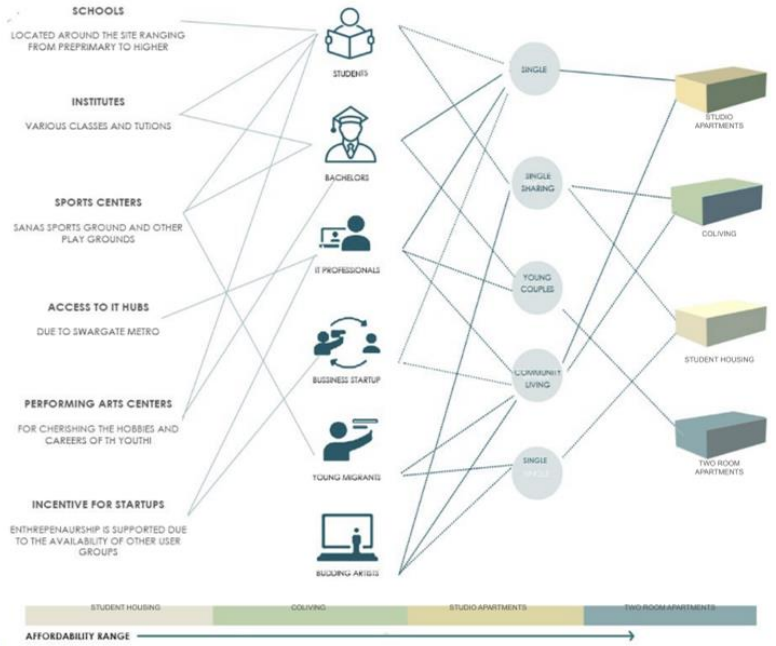 SCHOOLS
LOCATED AROUND THE SITE RANGING
FROM PREPRIMARY TO HIGHER
INSTITUTES
VARIOUS CLASSES AND TUTIONS
SPORTS CENTERS
SANAS SPORTS GROUND AND OTHER
PLAY GROUNDS
ACCESS TO IT HUBS
DUE TO SWARGATE METRO
PERFORMING ARTS CENTERS
FOR CHERISHING THE HOBBIES AND
CAREERS OF TH YOUTHI
INCENTIVE FOR STARTUPS
ENTHREPENAURSHIP IS SUPPORTED DUE
TO THE AVAILABILITY OF OTHER USER
GROUPS
STUDENTS
BACHELORS
IT PROFESSIONALS
BUSSINESS STARTUP
YOUNG MIGRANTS
BUDDING ARTISTS
SINGLE
SINGLE
SHARING
YOUNG
COUPLES
COMMUNITY
LIVING
SINGLE
STUDIO
APARTMENTS
COLIVING
STUDENT HOUSING
TWO ROOM
APARTMENTS
STUDENT HOUSING
COLIVING
STUDIO APARTMENTS
TWO ROOM APARTMENTS
AFFORDABILITY RANGE